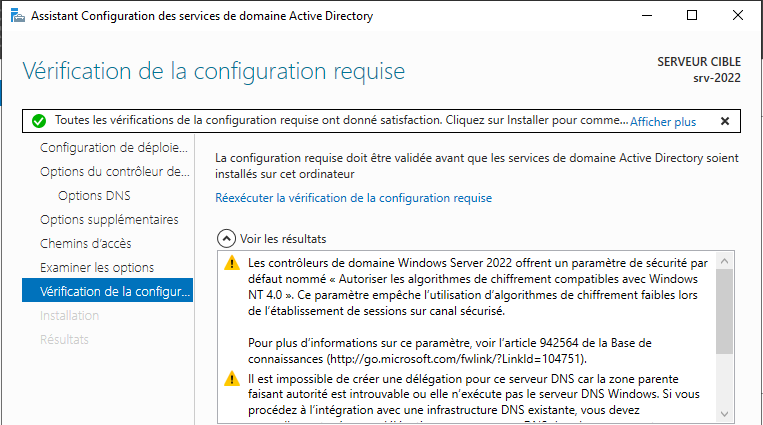 Assistant Configuration des services de domaine Active Directory
Vérification de la configuration requise
SERVEUR CIBLE
srv-2022
Toutes les vérifications de la configuration requise ont donné satisfaction. Cliquez sur Installer pour comme... Afficher plus
Configuration de déploie...
Options du contrôleur de...
Options DNS
Options supplémentaires
Chemins d'accès
Examiner les options
Vérification de la configur...
Installation
Résultats
La configuration requise doit être validée avant que les services de domaine Active Directory soient
installés sur cet ordinateur
Réexécuter la vérification de la configuration requise
Voir les résultats
Les contrôleurs de domaine Windows Server 2022 offrent un paramètre de sécurité par
défaut nommé « Autoriser les algorithmes de chiffrement compatibles avec Windows
NT 4.0 ». Ce paramètre empêche l'utilisation d'algorithmes de chiffrement faibles lors
de l'établissement de sessions sur canal sécurisé.
Pour plus d'informations sur ce paramètre, voir l'article 942564 de la Base de
connaissances (http://go.microsoft.com/fwlink/?LinkId=104751).
Il est impossible de créer une délégation pour ce serveur DNS car la zone parente
faisant autorité est introuvable ou elle n'exécute pas le serveur DNS Windows. Si vous
procédez à l'intégration avec une infrastructure DNS existante, vous devez